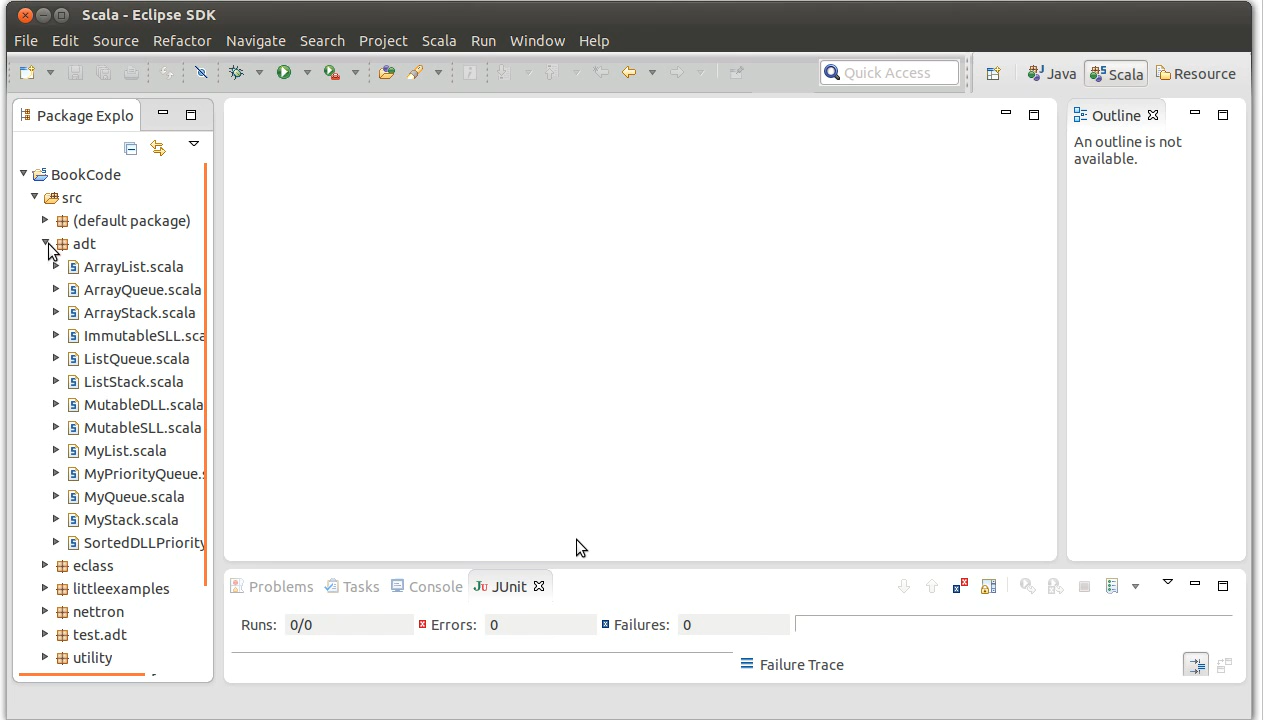 Scala - Eclipse SDK
File Edit Source Refactor Navigate Search Project Scala Run Window Help
Quick Access
Java Scala Resource
Package Explo
Outline
An outline is not
available.
BookCode
src
(default package)
adt
ArrayList.scala
ArrayQueue.scala
ArrayStack.scala
ImmutableSLL.sca
ListQueue.scala
ListStack.scala
MutableDLL.scala
MutableSLL.scala
MyList.scala
MyPriorityQueue.s
MyQueue.scala
MyStack.scala
SortedDLLPriority
eclass
littleexamples
nettron
test.adt
utility
Problems Tasks Console JUnit
Runs: 0/0 Errors: 0 Failures: 0
Failure Trace